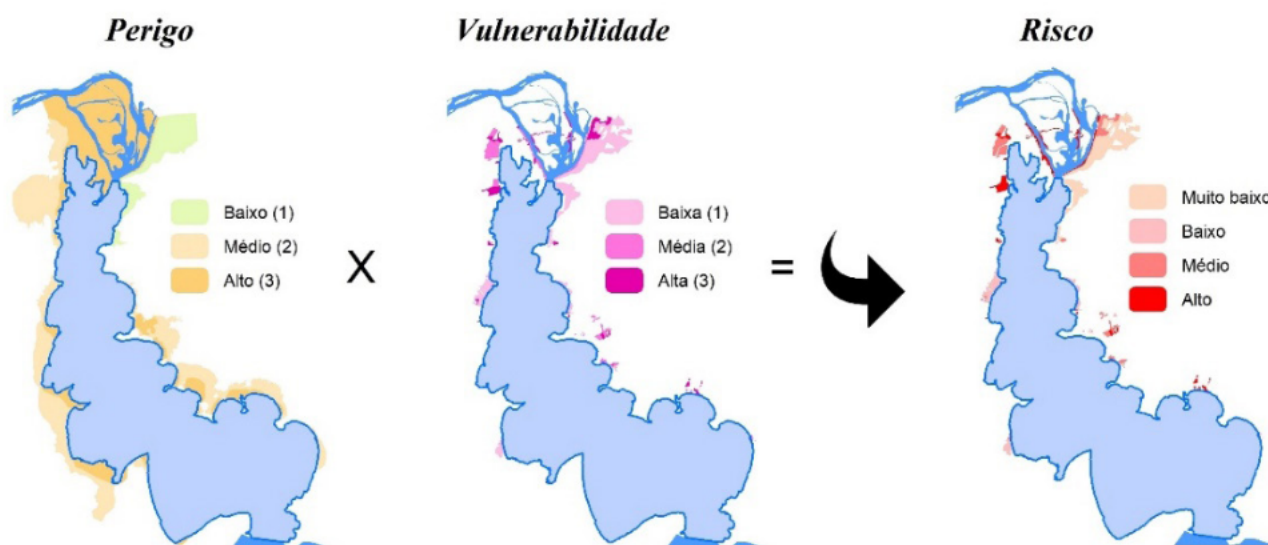 Perigo
Vulnerabilidade
Risco
Baixo (1)
Médio (2)
Alto (3)
X
Baixa (1)
Média (2)
Alta (3)
=
Muito baixo
Baixo
Médio
Alto